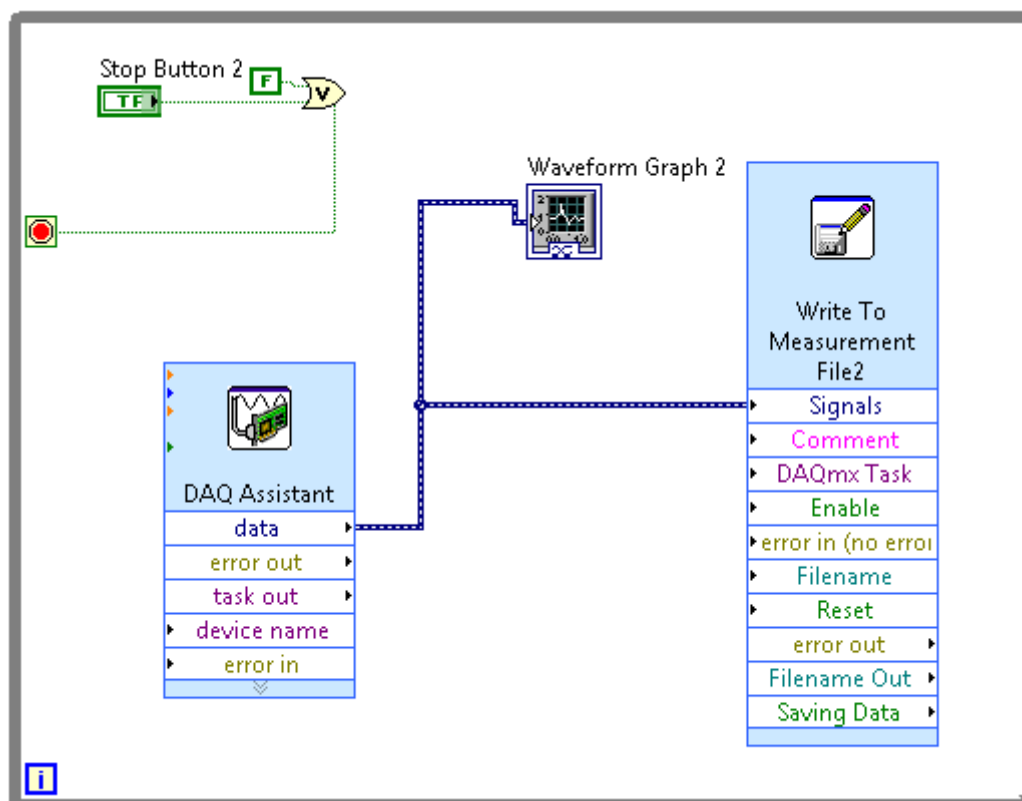 Stop Button 2
F
TF
V
Waveform Graph 2
Write To
Measurement
File2
Signals
Comment
DAQmx Task
Enable
error in (no erroi
Filename
Reset
error out
Filename Out
Saving Data
DAQ Assistant
data
error out
task out
device name
error in
i